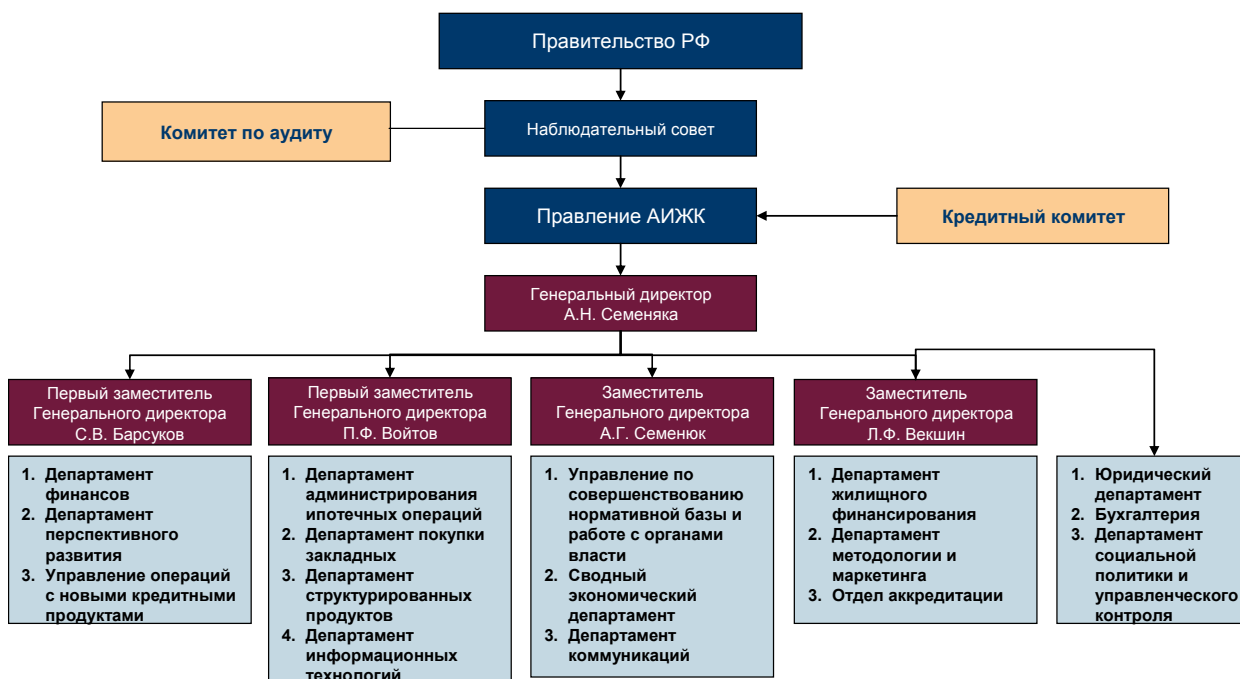 Правительство РФ
Комитет по аудиту
Наблюдательный совет
Правление АИЖК
Кредитный комитет
Генеральный директор
А.Н. Семеняка
Первый заместитель
Генерального директора
С.В. Барсуков
Первый заместитель
Генерального директора
П.Ф. Войтов
Заместитель
Генерального директора
А.Г. Семенюк
Заместитель
Генерального директора
Л.Ф. Векшин
1. Департамент
финансов
2. Департамент
перспективного
развития
3. Управление операций
с новыми кредитными
продуктами
1. Департамент
администрирования
ипотечных операций
2. Департамент покупки
закладных
3. Департамент
структурированных
продуктов
4. Департамент
информационных
технологий
1. Управление по
совершенствованию
нормативной базы и
работе с органами
власти
2. Сводный
экономический
департамент
3. Департамент
коммуникаций
1. Департамент
жилищного
финансирования
2. Департамент
методологии и
маркетинга
3. Отдел аккредитации
1. Юридический
департамент
2. Бухгалтерия
3. Департамент
социальной
политики и
управленческого
контроля